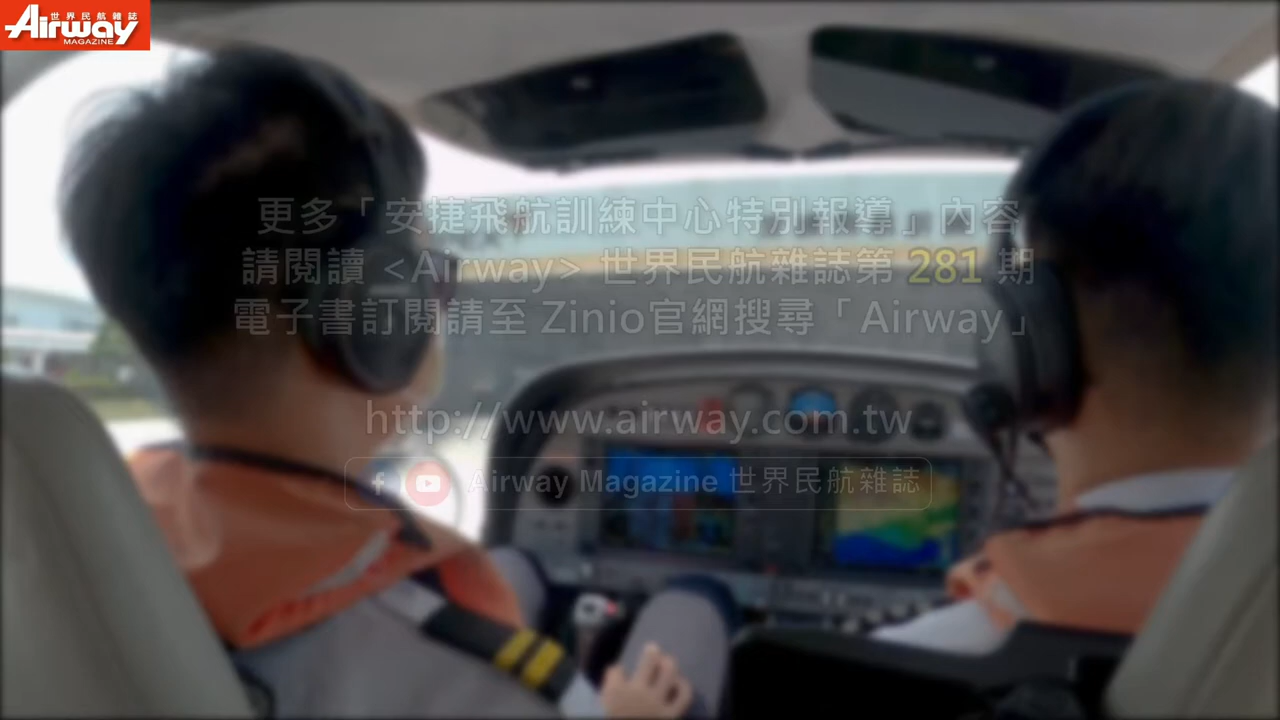 Airway
世界民航雜誌
MAGAZINE
更多「安捷飛航訓練中心特別報導」內容
請閱讀 <Airway> 世界民航雜誌第 281 期
電子書訂閱請至 Zinio官網搜尋「Airway」
http://www.airway.com.tw
Airway Magazine 世界民航雜誌